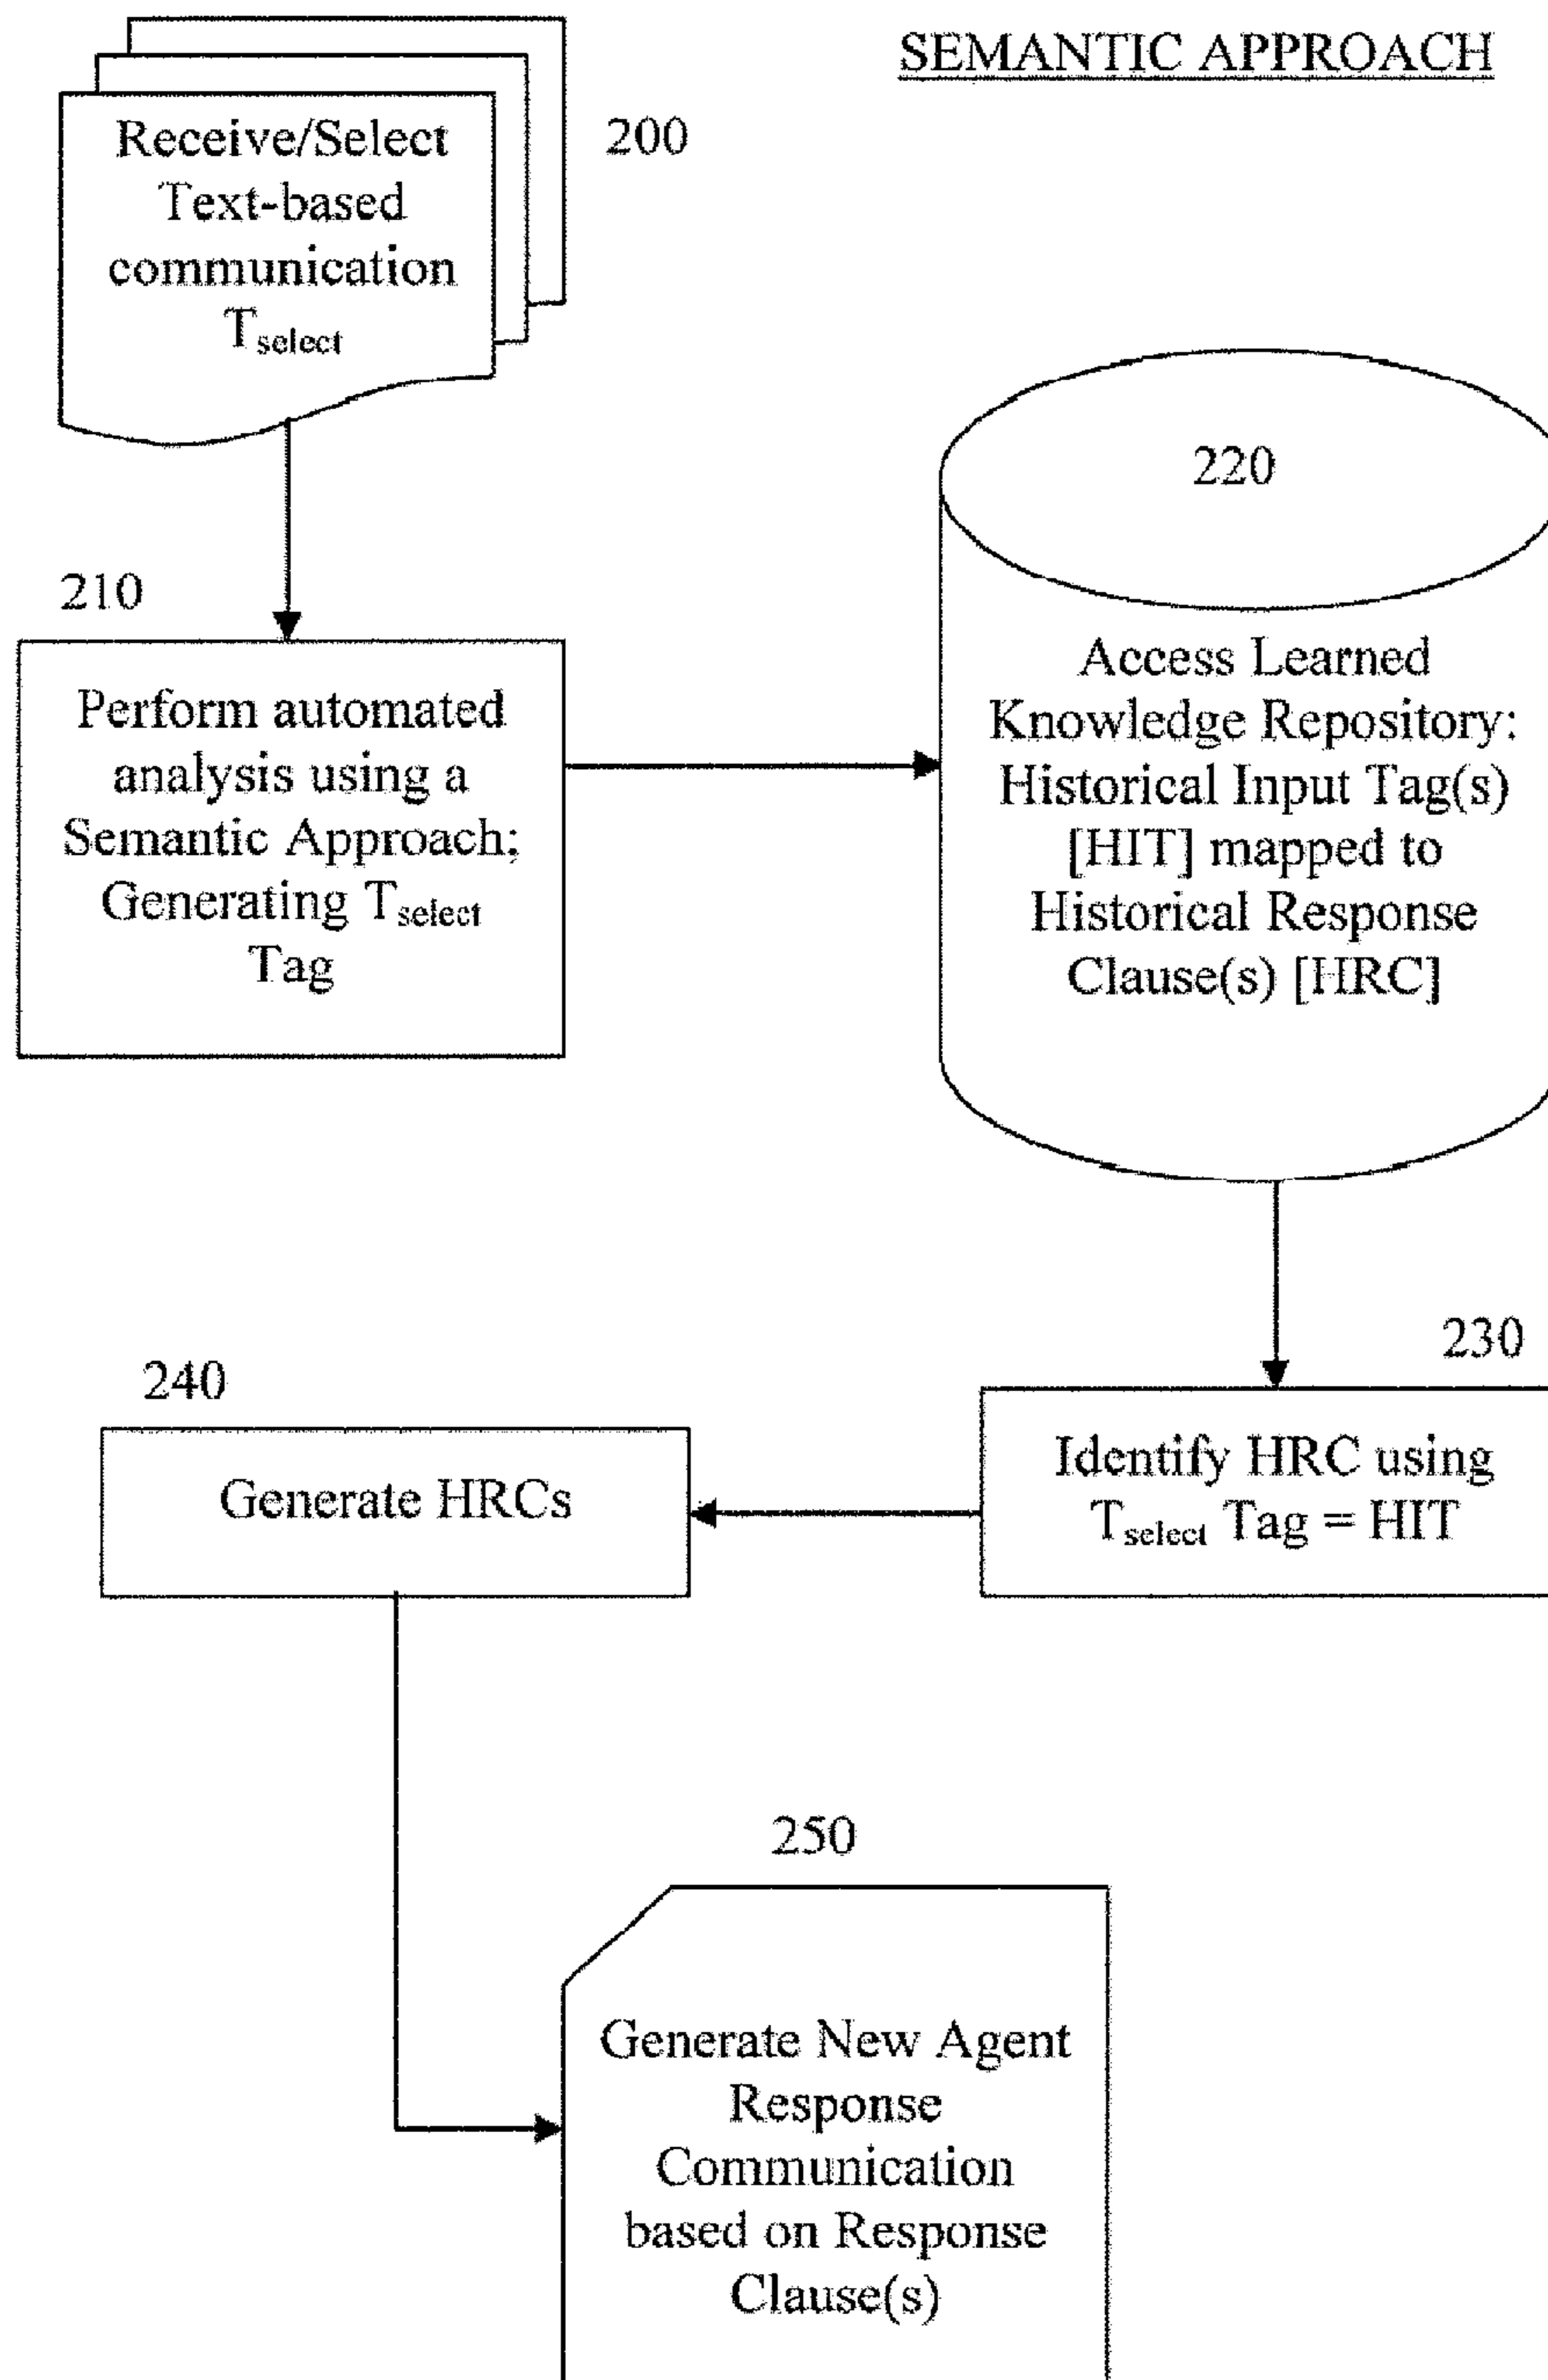 SEMANTIC APPROACH
Receive/Select
Text-based
communication
Tselect
200
210
Perform automated
analysis using a
Semantic Approach;
Generating Tselect
Tag
220
Access Learned
Knowledge Repository:
Historical Input Tag(s)
[HIT] mapped to
Historical Response
Clause(s) [HRC]
230
Identify HRC using
Tselect Tag = HIT
240
Generate HRCs
250
Generate New Agent
Response
Communication
based on Response
Clause(s)